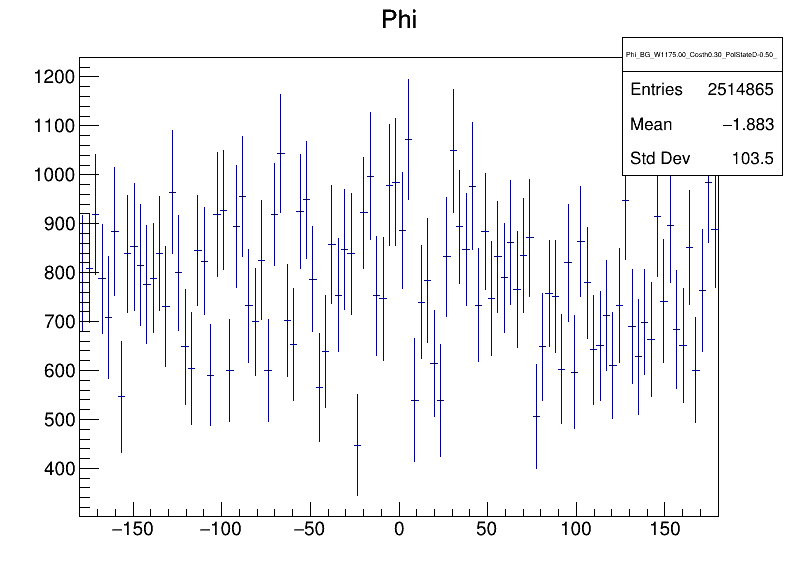 Phi
Phi_BG_W1175.00_Costh0.30_PolStateD-0.50_
Entries 2514865
Mean −1.883
Std Dev 103.5
1200
1100
1000
900
800
700
600
500
400
−150 −100 −50 0 50 100 150